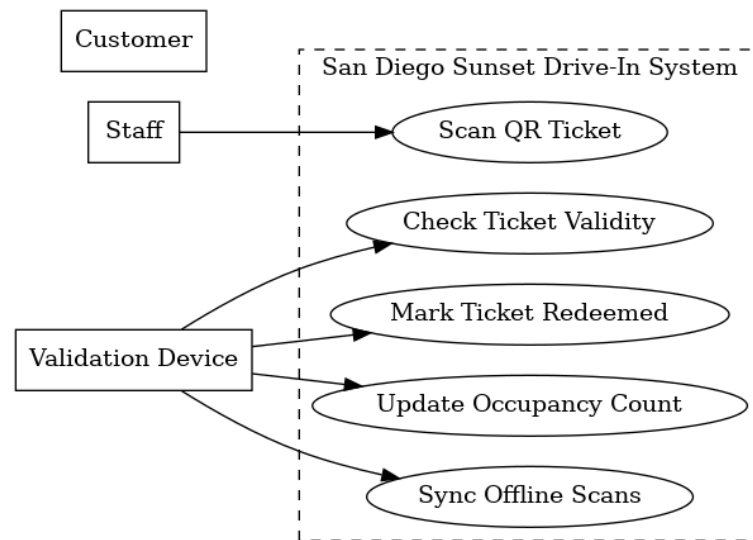 Customer
San Diego Sunset Drive-In System
Staff
Scan QR Ticket
Check Ticket Validity
Mark Ticket Redeemed
Validation Device
Update Occupancy Count
Sync Offline Scans